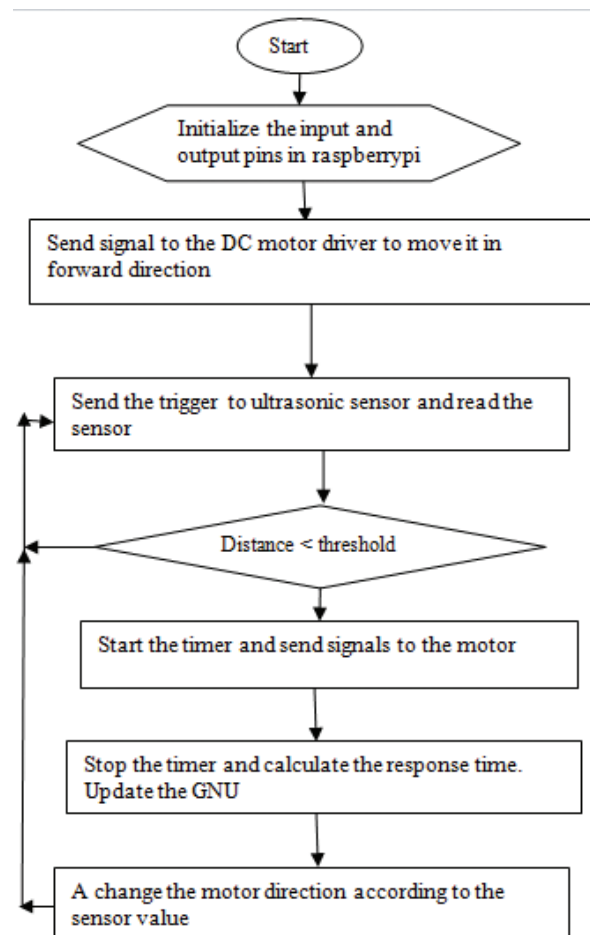 Start
Initialize the input and
output pins in raspberrypi
Send signal to the DC motor driver to move it in
forward direction
Send the trigger to ultrasonic sensor and read the
sensor
Distance < threshold
Start the timer and send signals to the motor
Stop the timer and calculate the response time.
Update the GNU
A change the motor direction according to the
sensor value